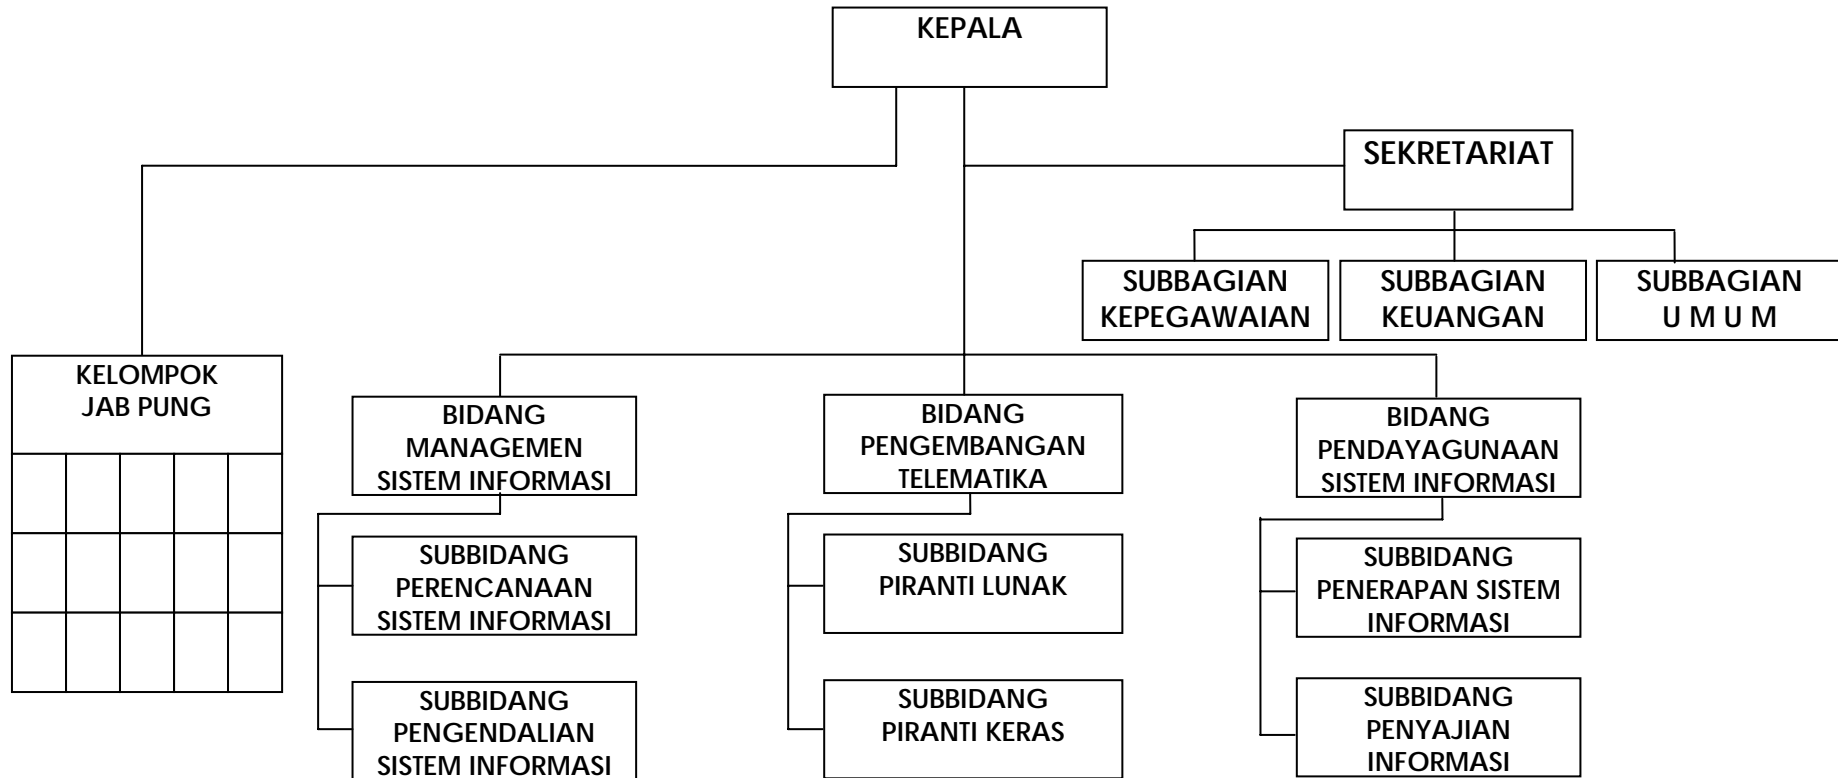 KEPALA
SEKRETARIAT
SUBBAGIAN
KEPEGAWAIAN
SUBBAGIAN
KEUANGAN
SUBBAGIAN
U M U M
KELOMPOK
JAB PUNG
BIDANG
MANAGEMEN
SISTEM INFORMASI
BIDANG
PENGEMBANGAN
TELEMATIKA
BIDANG
PENDAYAGUNAAN
SISTEM INFORMASI
SUBBIDANG
PERENCANAAN
SISTEM INFORMASI
SUBBIDANG
PIRANTI LUNAK
SUBBIDANG
PENERAPAN SISTEM
INFORMASI
SUBBIDANG
PENGENDALIAN
SISTEM INFORMASI
SUBBIDANG
PIRANTI KERAS
SUBBIDANG
PENYAJIAN
INFORMASI